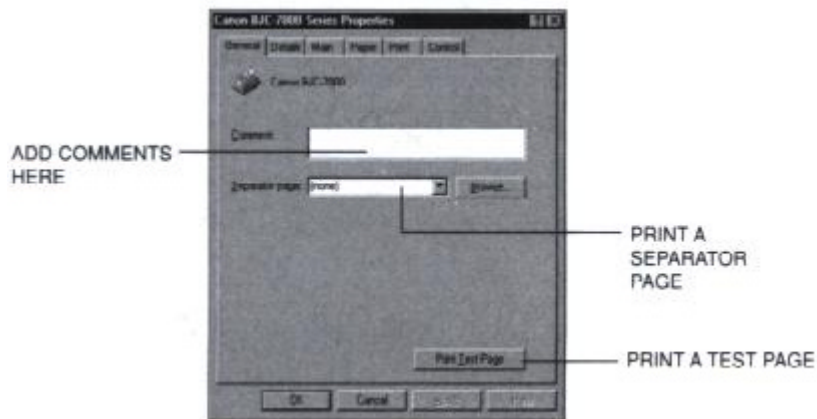 Canon BJC-7000 Series Properties
General Details Main Paper Print Control
Canon BJC-7000
Comment:
ADD COMMENTS
HERE
Separator page: (none) Browse...
PRINT A
SEPARATOR
PAGE
Print Test Page
PRINT A TEST PAGE
OK Cancel